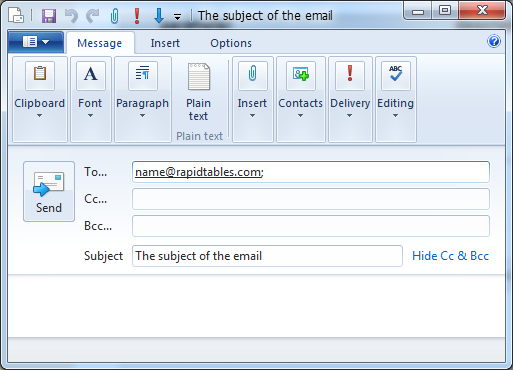 The subject of the email
Message Insert Options
Clipboard Font Paragraph Plain text Insert Contacts Delivery ABC Editing
Plain text
To... name@rapidtables.com;
Send
Cc...
Bcc...
Subject The subject of the email Hide Cc & Bcc